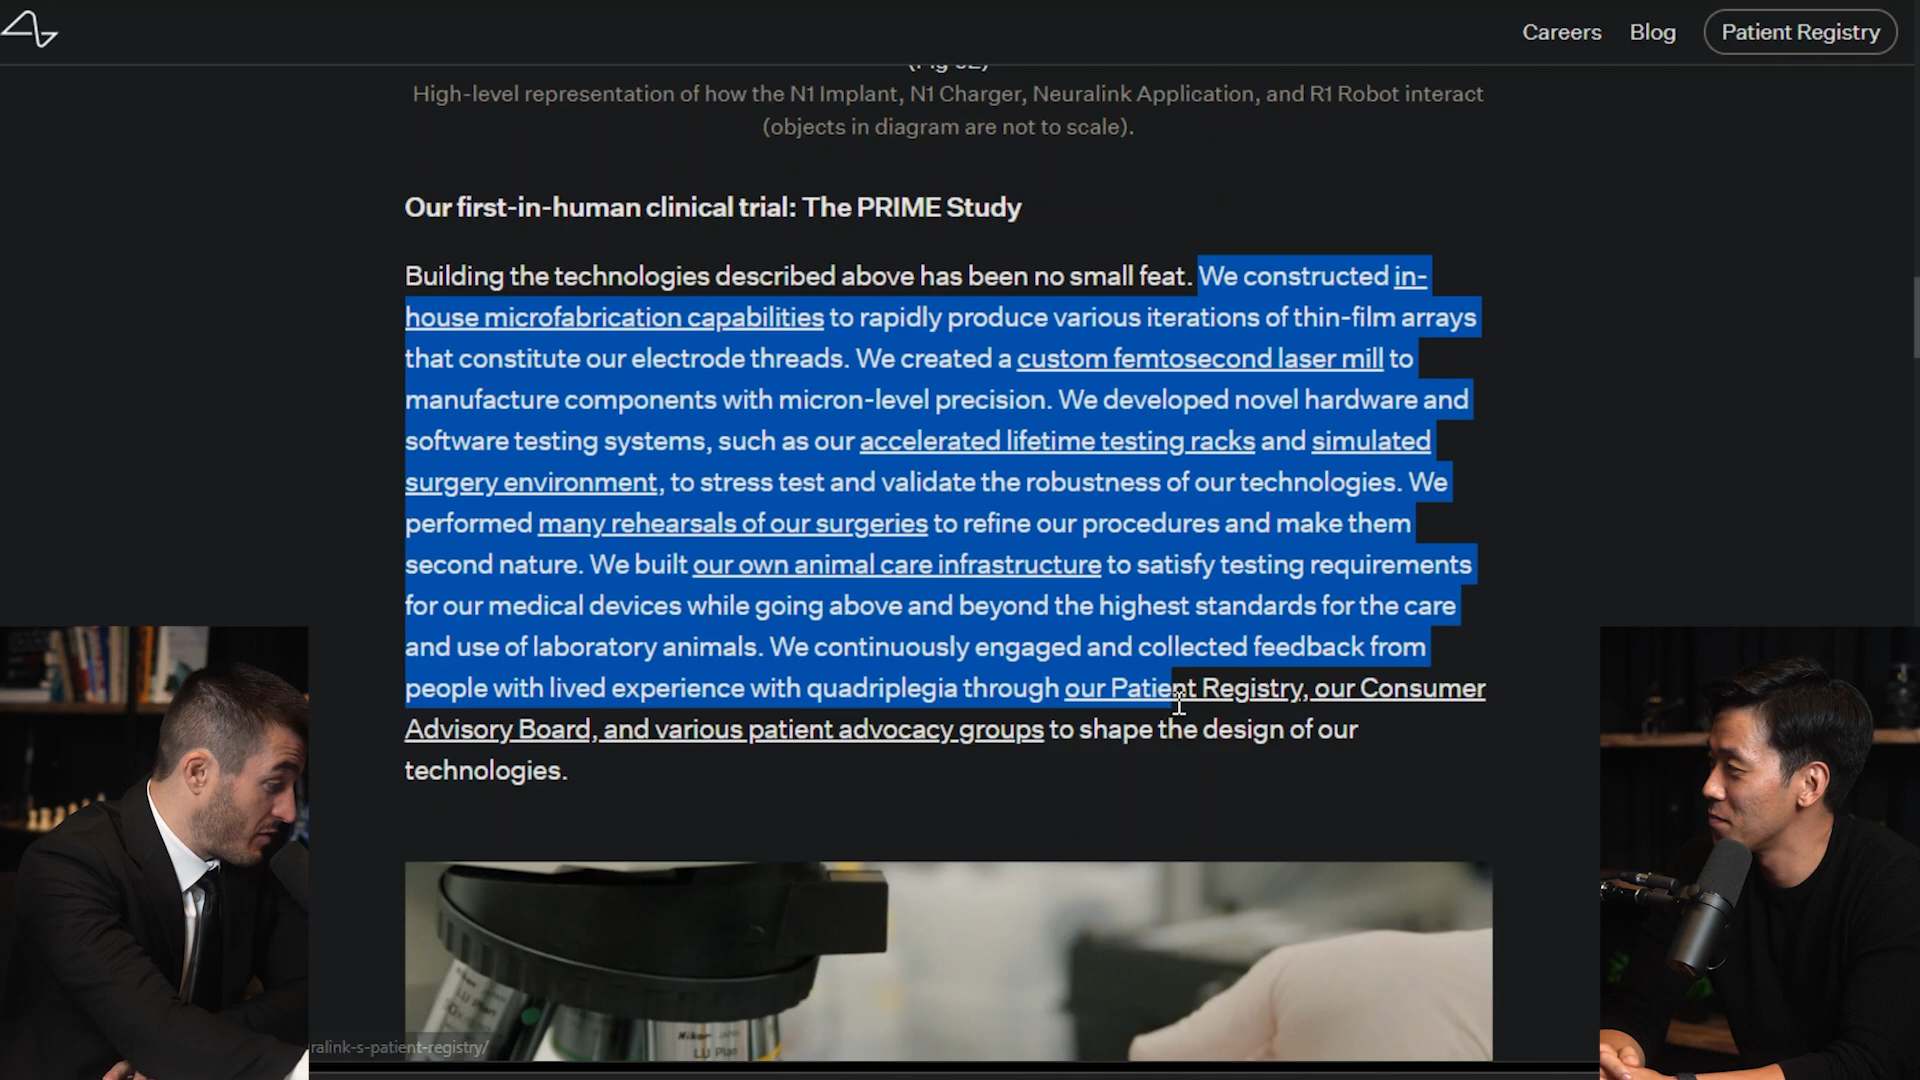 Careers Blog Patient Registry
High-level representation of how the N1 Implant, N1 Charger, Neuralink Application, and R1 Robot interact
(objects in diagram are not to scale).
Our first-in-human clinical trial: The PRIME Study
Building the technologies described above has been no small feat. We constructed in-
house microfabrication capabilities to rapidly produce various iterations of thin-film arrays
that constitute our electrode threads. We created a custom femtosecond laser mill to
manufacture components with micron-level precision. We developed novel hardware and
software testing systems, such as our accelerated lifetime testing racks and simulated
surgery environment, to stress test and validate the robustness of our technologies. We
performed many rehearsals of our surgeries to refine our procedures and make them
second nature. We built our own animal care infrastructure to satisfy testing requirements
for our medical devices while going above and beyond the highest standards for the care
and use of laboratory animals. We continuously engaged and collected feedback from
people with lived experience with quadriplegia through our Patient Registry, our Consumer
Advisory Board, and various patient advocacy groups to shape the design of our
technologies.
Nikon
LU Plan
ralink-s-patient-registry/